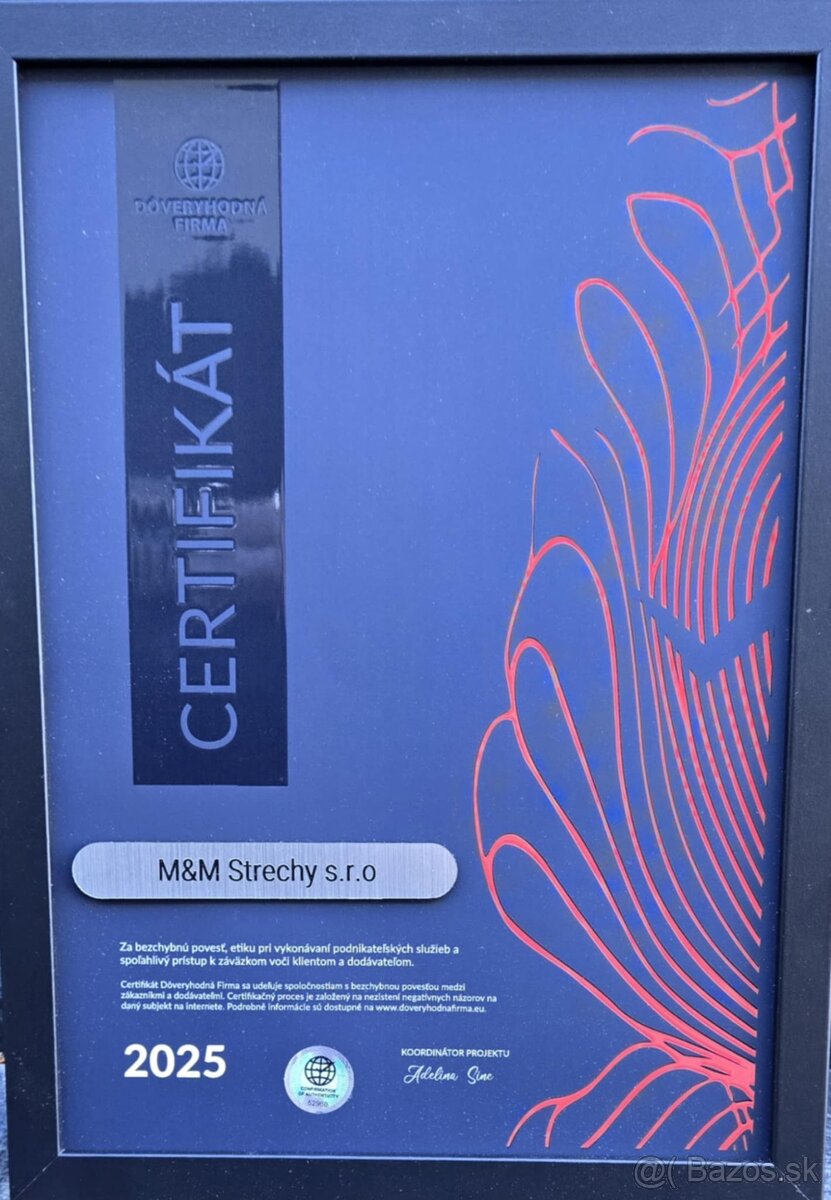 DÔVERYHODNÁ
FIRMA
CERTIFIKÁT
M&M Strechy s.r.o
Za bezchybnú povesť, etiku pri vykonávaní podnikateľských služieb a
spoľahlivý prístup k záväzkom voči klientom a dodávateľom.
Certifikát Dôveryhodná Firma sa udeľuje spoločnostiam s bezchybnou povesťou medzi
zákazníkmi a dodávateľmi. Certifikačný proces je založený na nezistení negatívnych názorov na
daný subjekt na internete. Podrobné informácie sú dostupné na www.doveryhodnafirma.eu.
2025
CONFIRMATION
OF AUTHENTICITY
KOORDINÁTOR PROJEKTU
Adelina Sinc
@( Bazos.sk